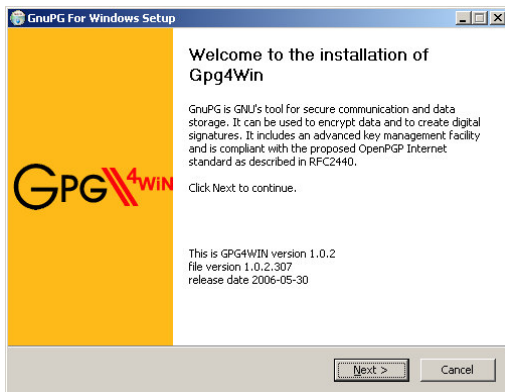 GnuPG For Windows Setup
Welcome to the installation of
Gpg4Win
GnuPG is GNU's tool for secure communication and data
storage. It can be used to encrypt data and to create digital
signatures. It includes an advanced key management facility
and is compliant with the proposed OpenPGP Internet
standard as described in RFC2440.
GPG4WiN
Click Next to continue.
This is GPG4WIN version 1.0.2
file version 1.0.2.307
release date 2006-05-30
Next >
Cancel